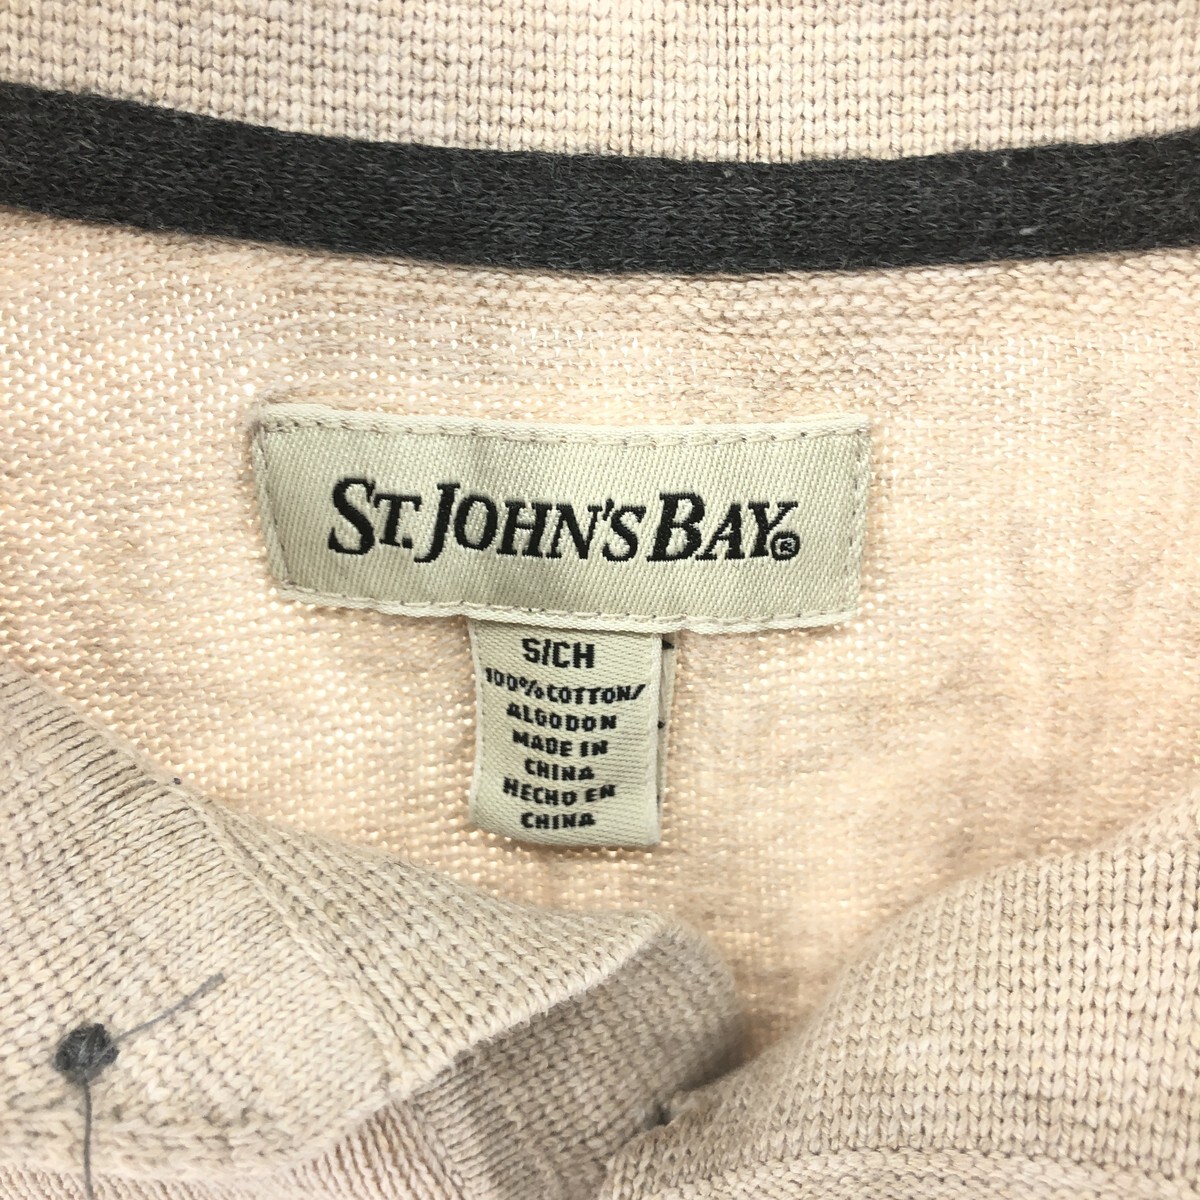 ST. JOHN'S BAY®
S/CH
100% COTTON/
ALGODON
MADE IN
CHINA
HECHO EN
CHINA